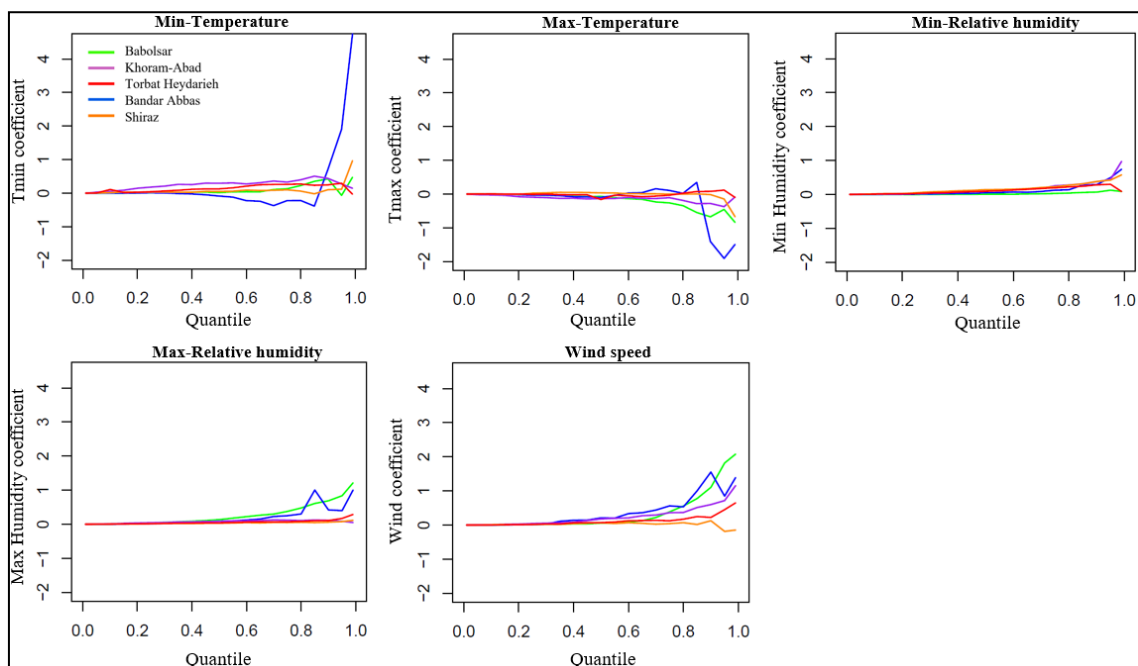 Min-Temperature
Tmin coefficient
4
3
2
1
0
−1
−2
Babolsar
Khoram-Abad
Torbat Heydarieh
Bandar Abbas
Shiraz
0.0 0.2 0.4 0.6 0.8 1.0
Quantile
Max-Temperature
Tmax coefficient
4
3
2
1
0
−1
−2
0.0 0.2 0.4 0.6 0.8 1.0
Quantile
Min-Relative humidity
Min Humidity coefficient
4
3
2
1
0
−1
−2
0.0 0.2 0.4 0.6 0.8 1.0
Quantile
Max-Relative humidity
Max Humidity coefficient
4
3
2
1
0
−1
−2
0.0 0.2 0.4 0.6 0.8 1.0
Quantile
Wind speed
Wind coefficient
4
3
2
1
0
−1
−2
0.0 0.2 0.4 0.6 0.8 1.0
Quantile